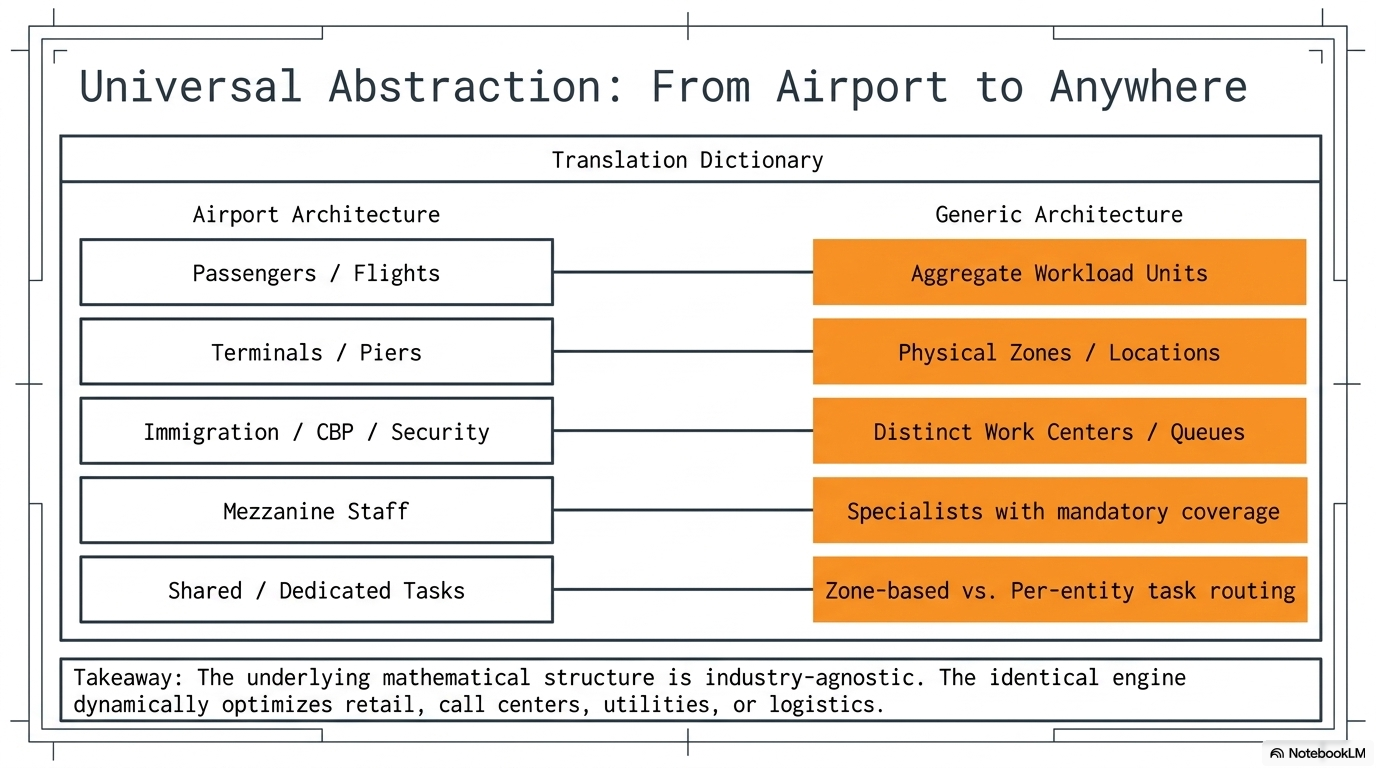 Universal Abstraction: From Airport to Anywhere
Translation Dictionary
Airport Architecture
Generic Architecture
Passengers / Flights
Aggregate Workload Units
Terminals / Piers
Physical Zones / Locations
Immigration / CBP / Security
Distinct Work Centers / Queues
Mezzanine Staff
Specialists with mandatory coverage
Shared / Dedicated Tasks
Zone-based vs. Per-entity task routing
Takeaway: The underlying mathematical structure is industry-agnostic. The identical engine
dynamically optimizes retail, call centers, utilities, or logistics.
NotebookLM